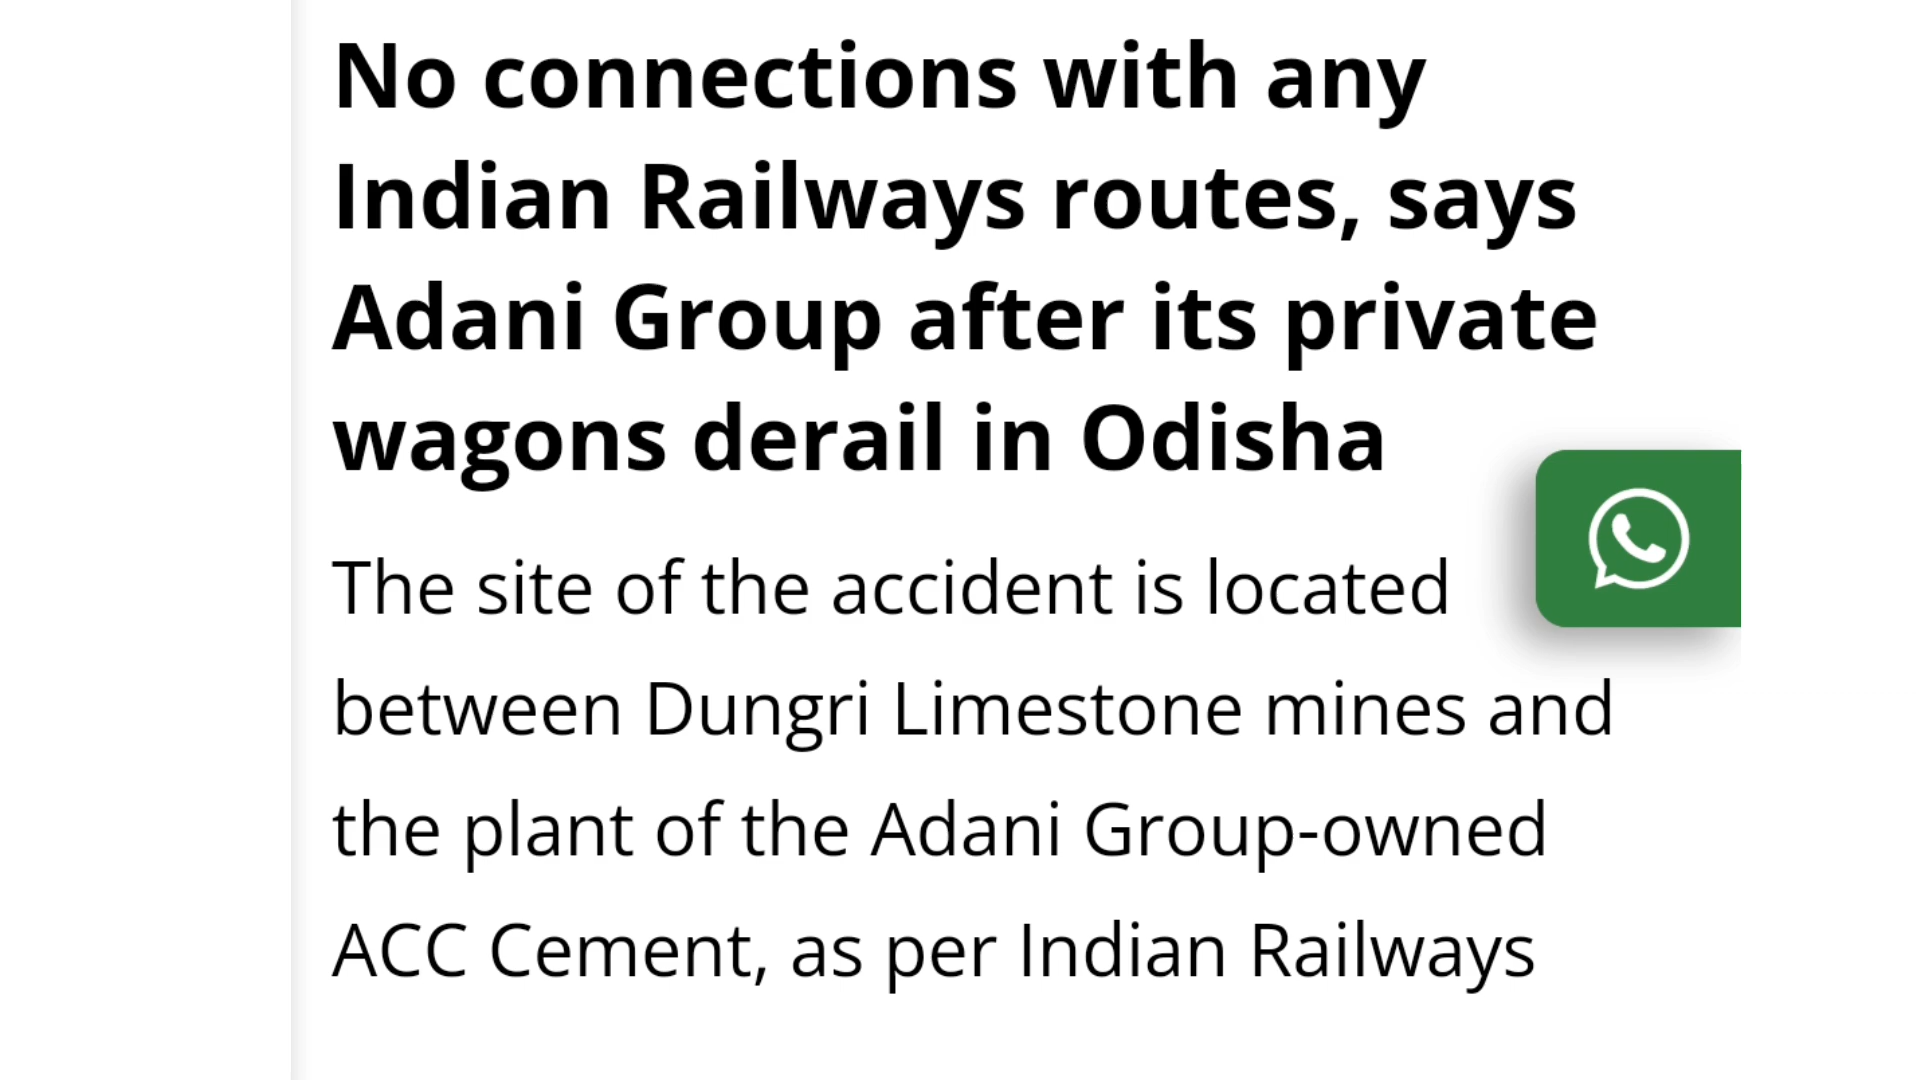 No connections with any
Indian Railways routes, says
Adani Group after its private
wagons derail in Odisha
The site of the accident is located
between Dungri Limestone mines and
the plant of the Adani Group-owned
ACC Cement, as per Indian Railways